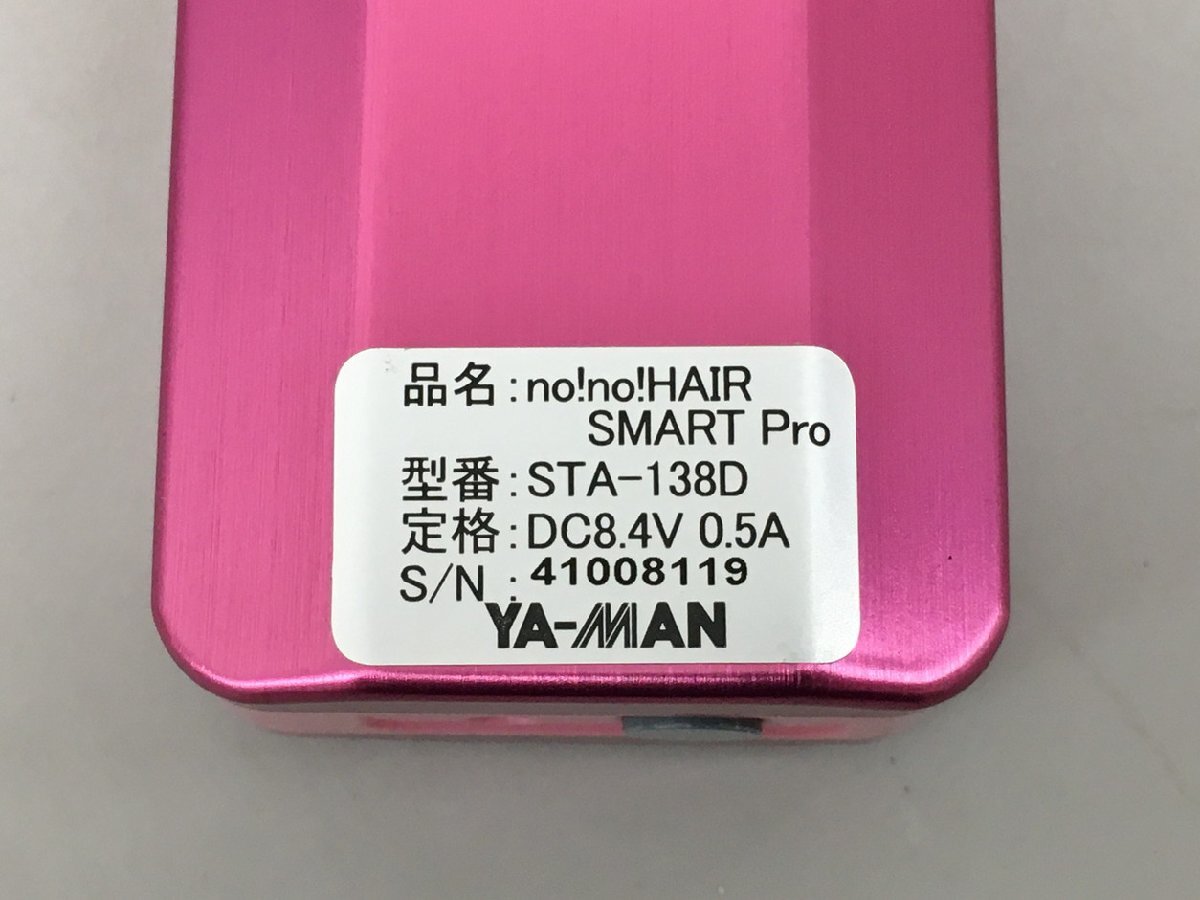 品名:no!no!HAIR
SMART Pro
型番:STA-138D
定格:DC8.4V 0.5A
S/N :41008119
YA-MAN